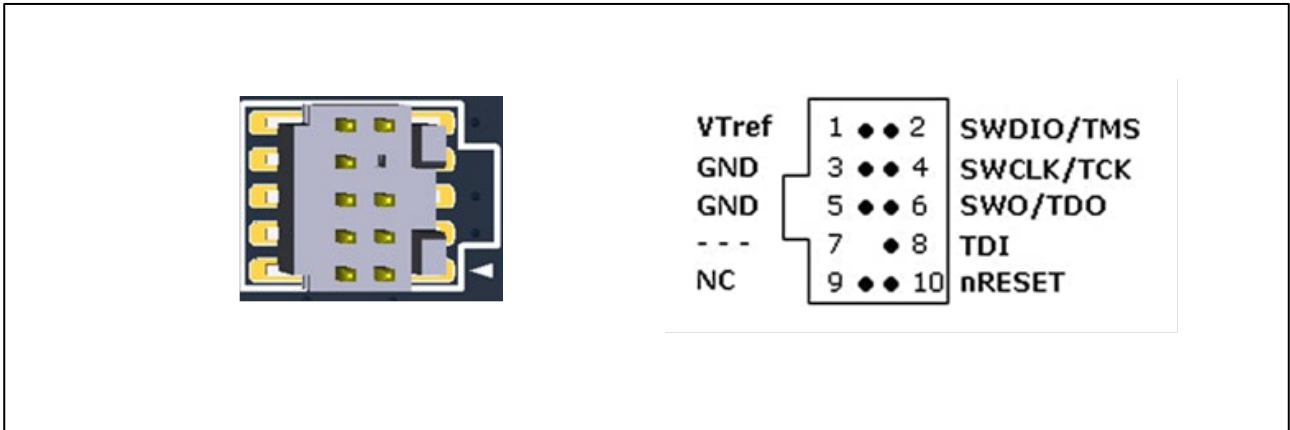 VTref 1 2 SWDIO/TMS
GND 3 4 SWCLK/TCK
GND 5 6 SWO/TDO
--- 7 8 TDI
NC 9 10 nRESET